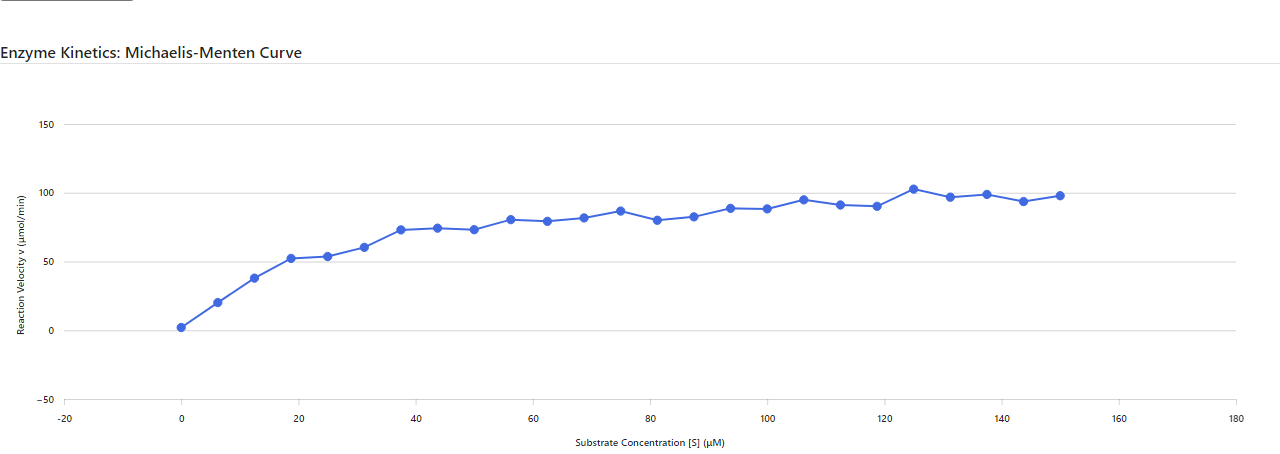 Enzyme Kinetics: Michaelis-Menten Curve
150
100
50
0
−50
Reaction Velocity v (μmol/min)
-20 0 20 40 60 80 100 120 140 160 180
Substrate Concentration [S] (μM)